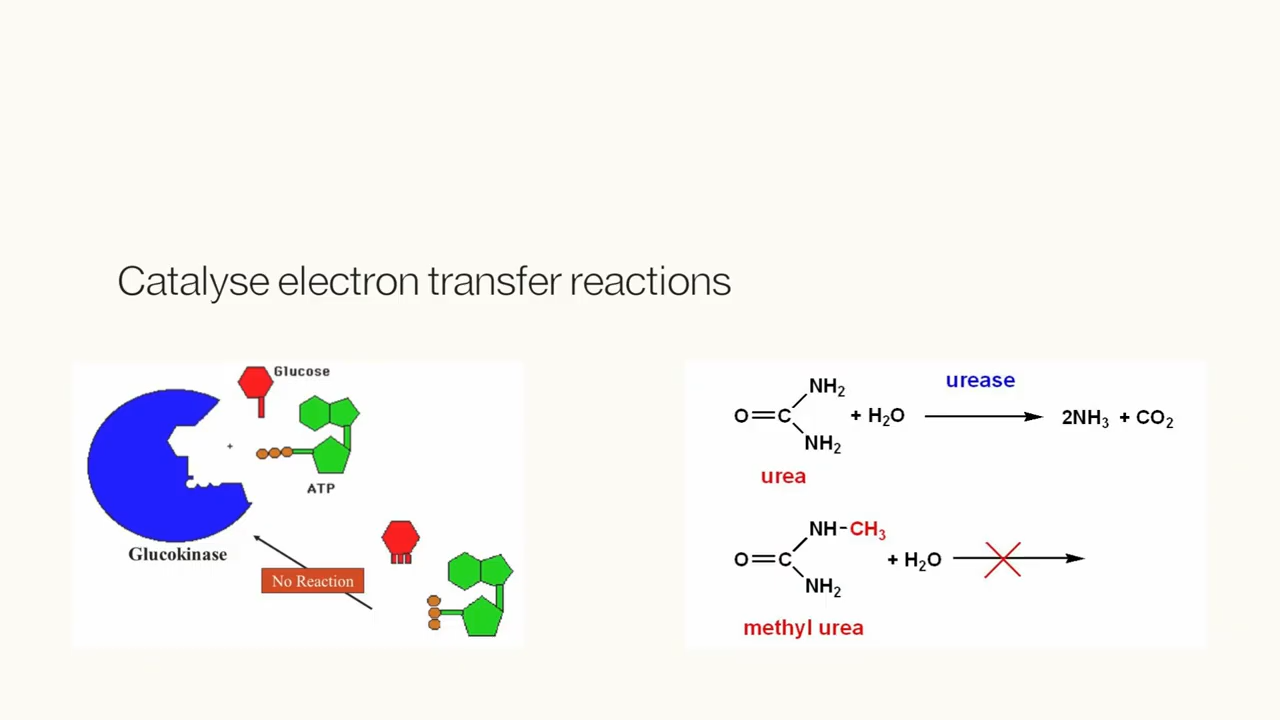 Catalyse electron transfer reactions
Glucose
+
ATP
Glucokinase
No Reaction
urease
NH₂
O=C + H₂O 2NH₃ + CO₂
NH₂
urea
NH-CH₃
O=C + H₂O
NH₂
methyl urea